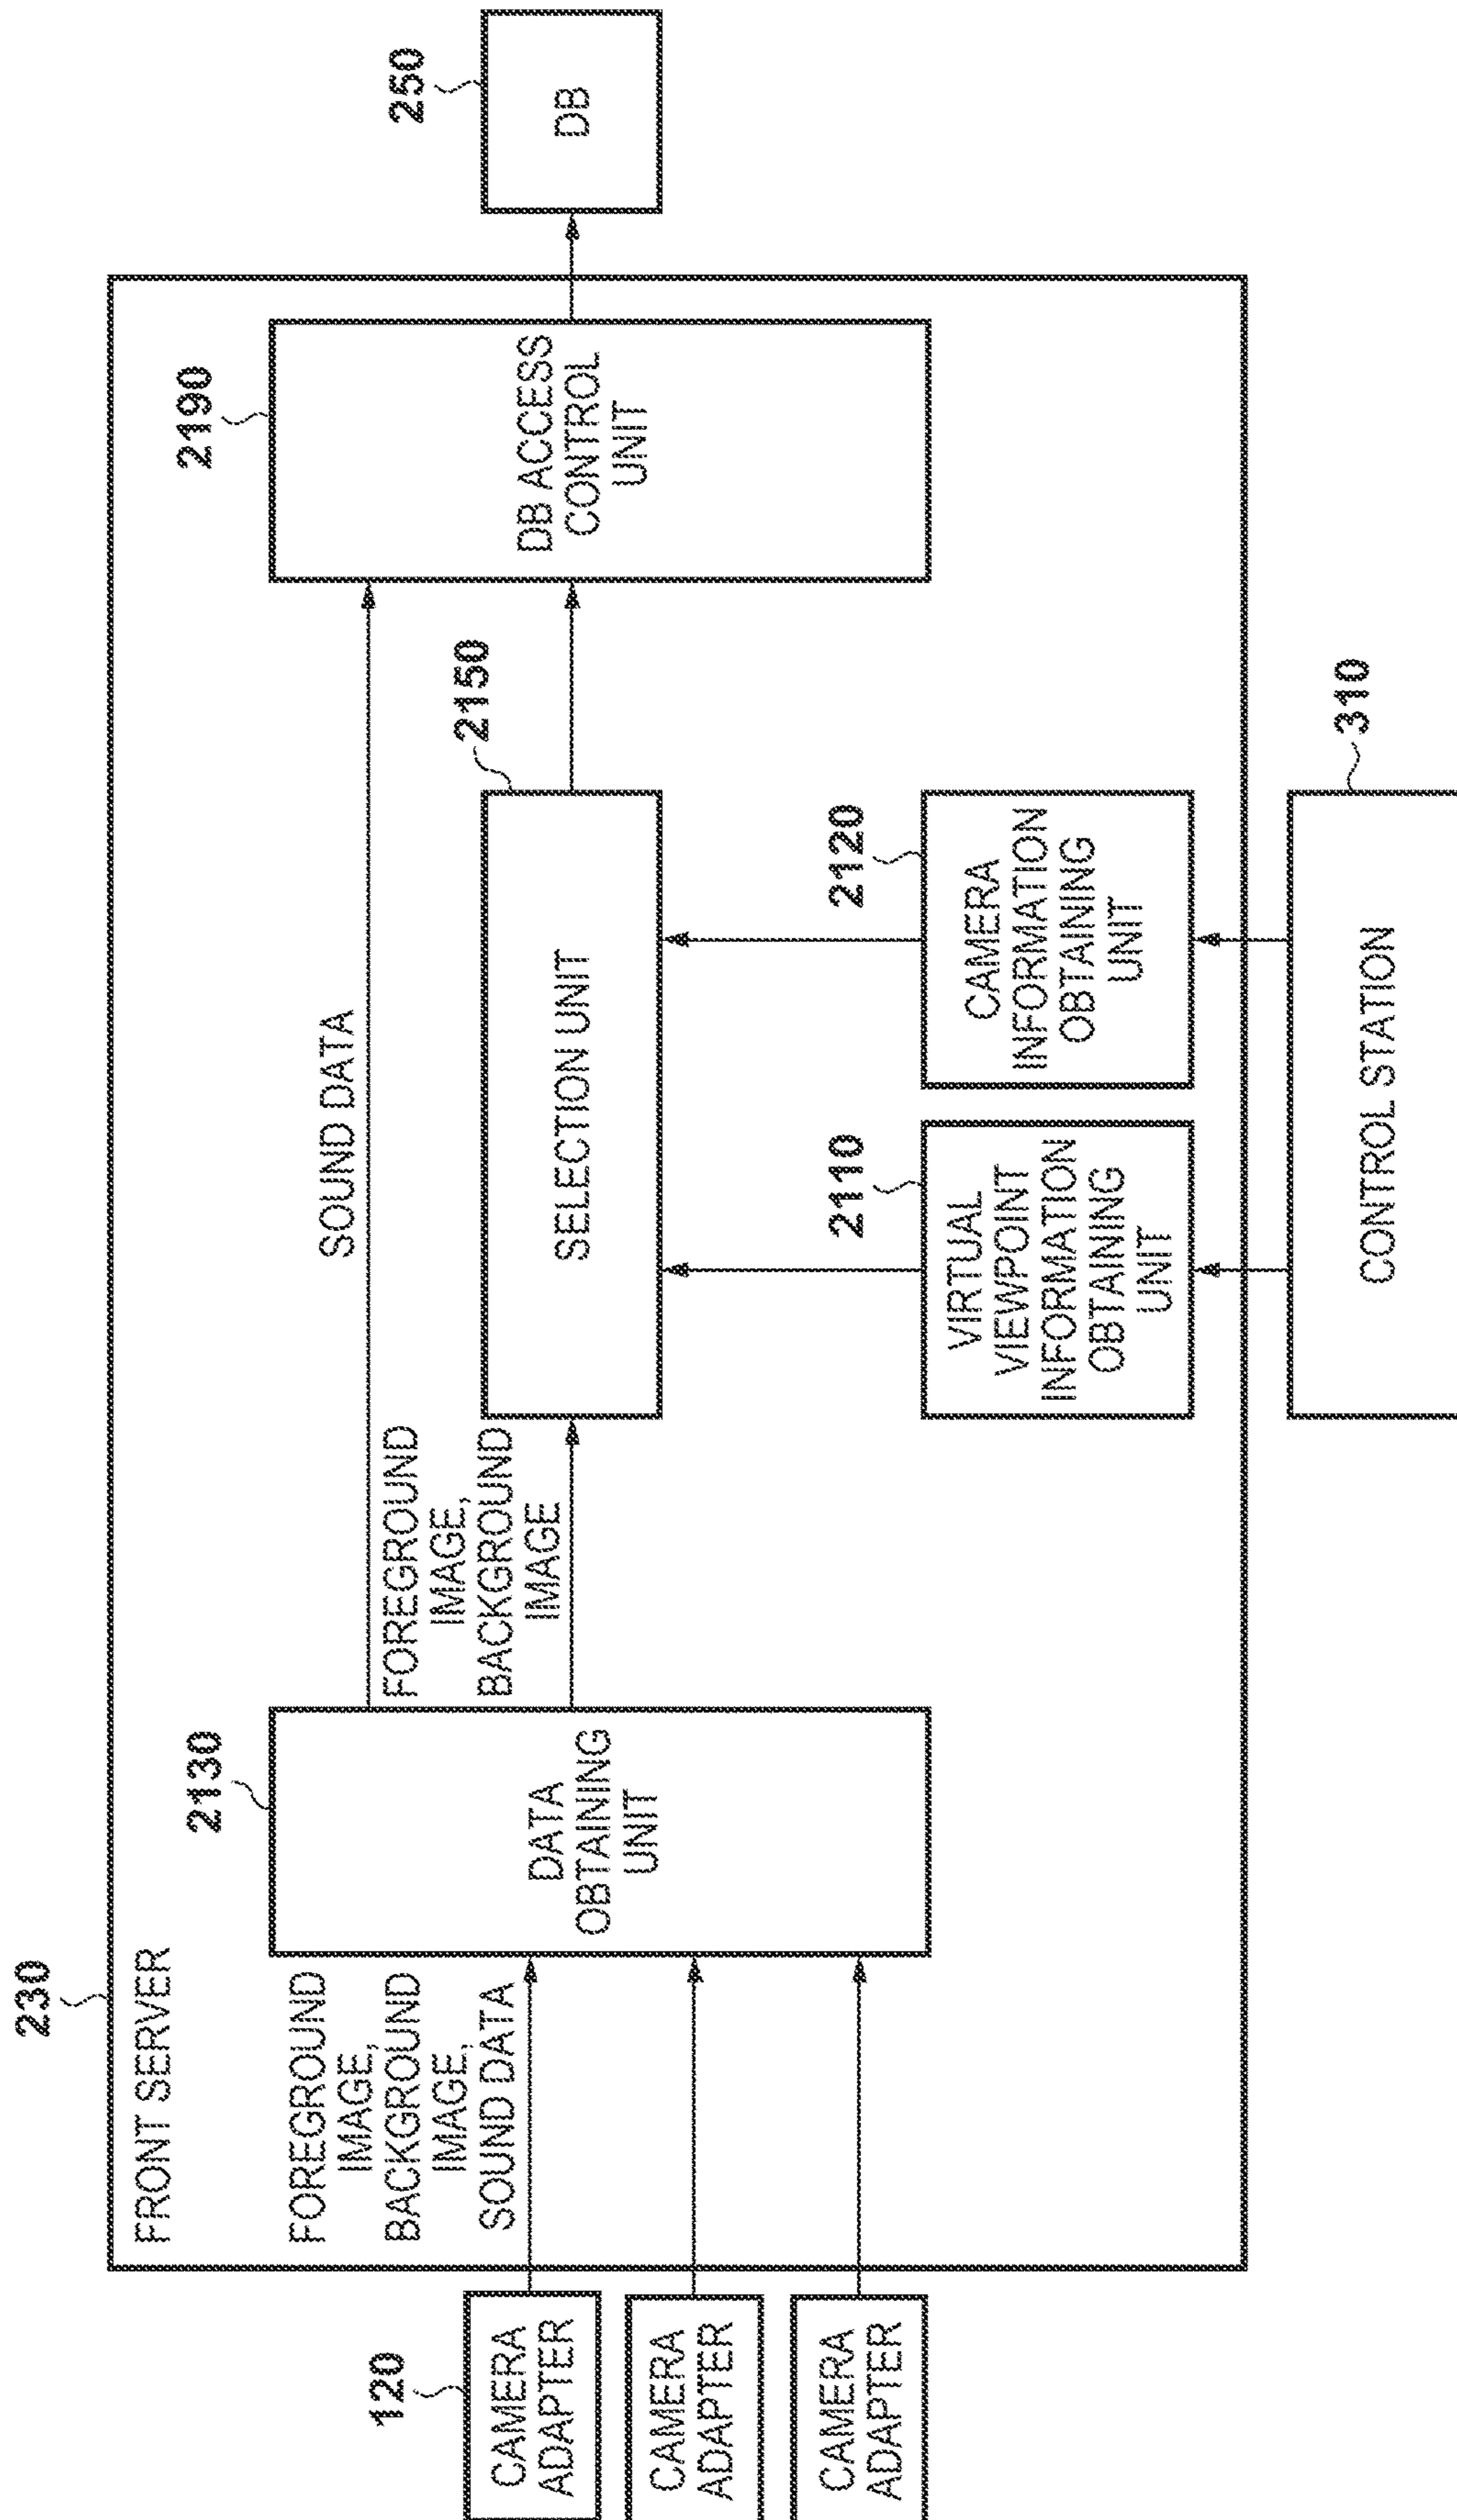 230
FRONT SERVER
120
CAMERA
ADAPTER
CAMERA
ADAPTER
CAMERA
ADAPTER
FOREGROUND
IMAGE,
BACKGROUND
IMAGE,
SOUND DATA
2130
DATA
OBTAINING
UNIT
SOUND DATA
FOREGROUND
IMAGE,
BACKGROUND
IMAGE
2150
SELECTION UNIT
2110
VIRTUAL
VIEWPOINT
INFORMATION
OBTAINING
UNIT
2120
CAMERA
INFORMATION
OBTAINING
UNIT
310
CONTROL STATION
2190
DB ACCESS
CONTROL
UNIT
250
DB